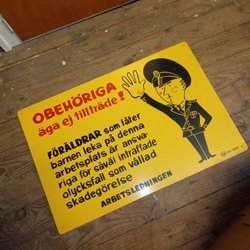 OBEHÖRIGA
äga ej tillträde!
FÖRÄLDRAR som låter
barnen leka på denna
arbetsplats är ansva-
riga för såväl inträffade
olycksfall som vållad
skadegörelse
ARBETSLEDNINGEN